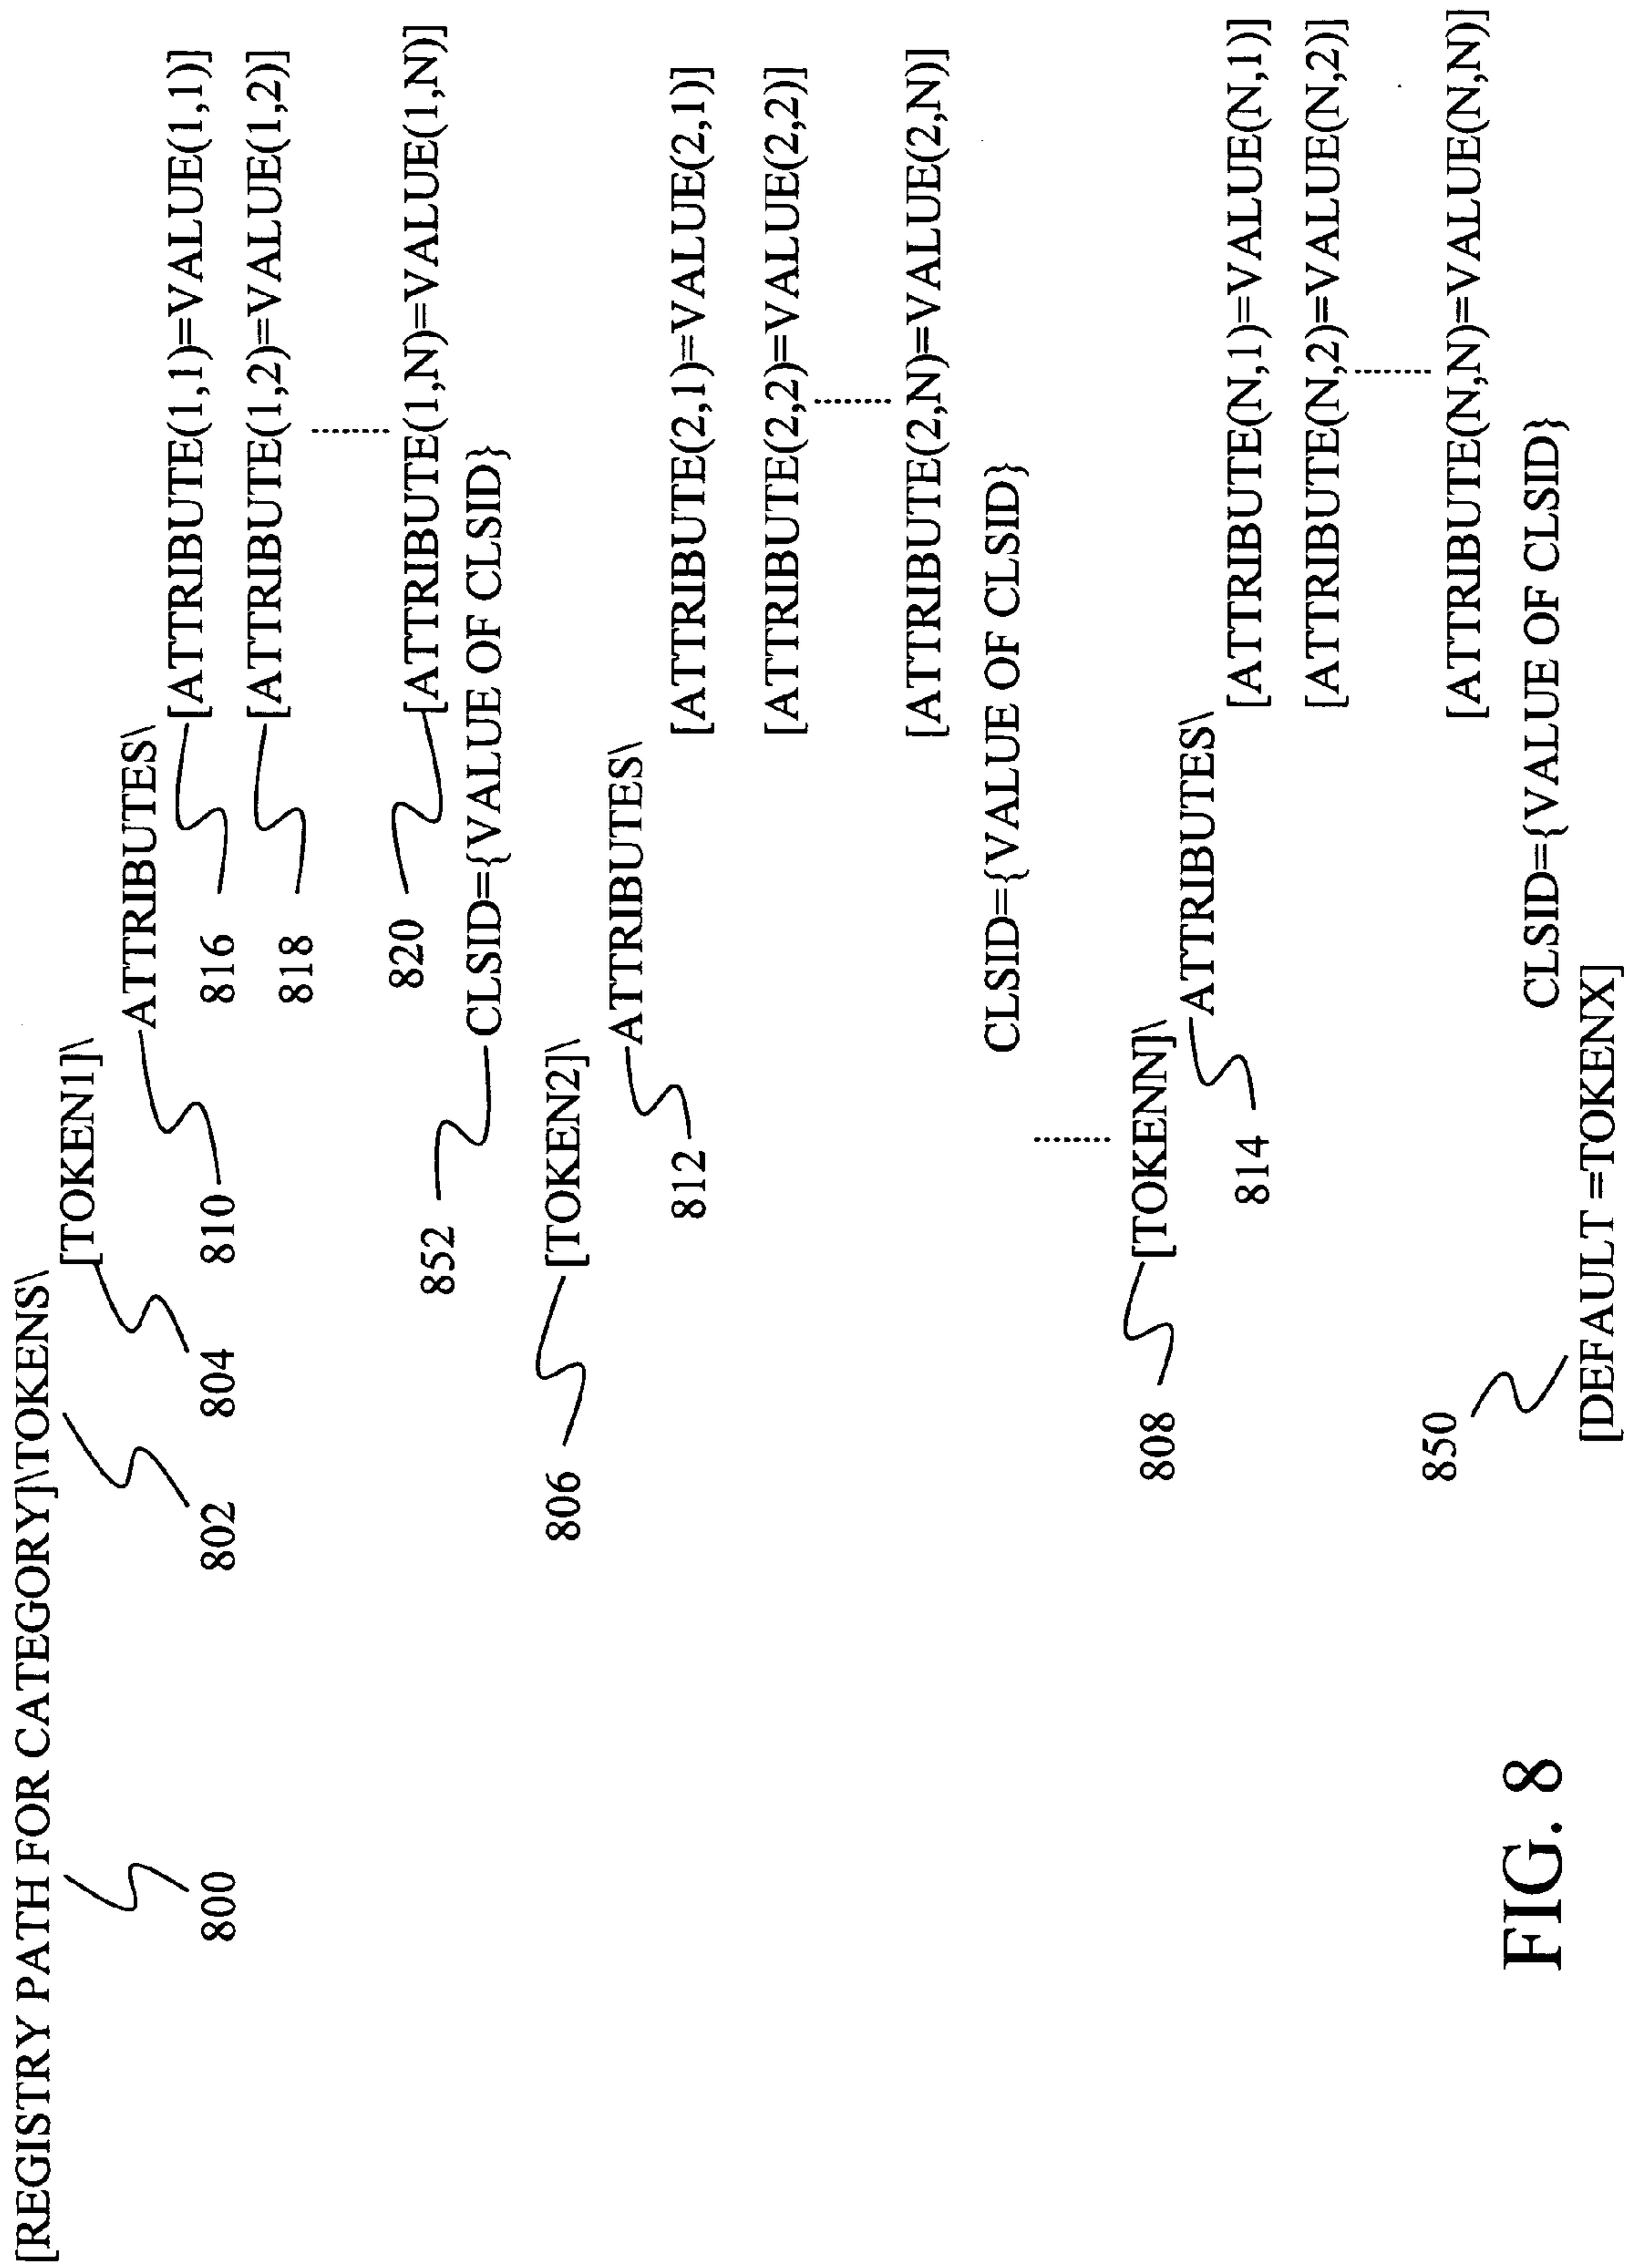 [REGISTRY PATH FOR CATEGORY]\TOKENS\
800
802
[TOKEN1]\
804
ATTRIBUTES\
810
[ATTRIBUTE(1,1)=VALUE(1,1)]
816
[ATTRIBUTE(1,2)=VALUE(1,2)]
818
[ATTRIBUTE(1,N)=VALUE(1,N)]
820
CLSID={VALUE OF CLSID}
852
[TOKEN2]\
806
ATTRIBUTES\
812
[ATTRIBUTE(2,1)=VALUE(2,1)]
[ATTRIBUTE(2,2)=VALUE(2,2)]
[ATTRIBUTE(2,N)=VALUE(2,N)]
CLSID={VALUE OF CLSID}
[TOKENN]\
808
ATTRIBUTES\
814
[ATTRIBUTE(N,1)=VALUE(N,1)]
[ATTRIBUTE(N,2)=VALUE(N,2)]
[ATTRIBUTE(N,N)=VALUE(N,N)]
CLSID={VALUE OF CLSID}
850
[DEFAULT =TOKENX]
FIG. 8